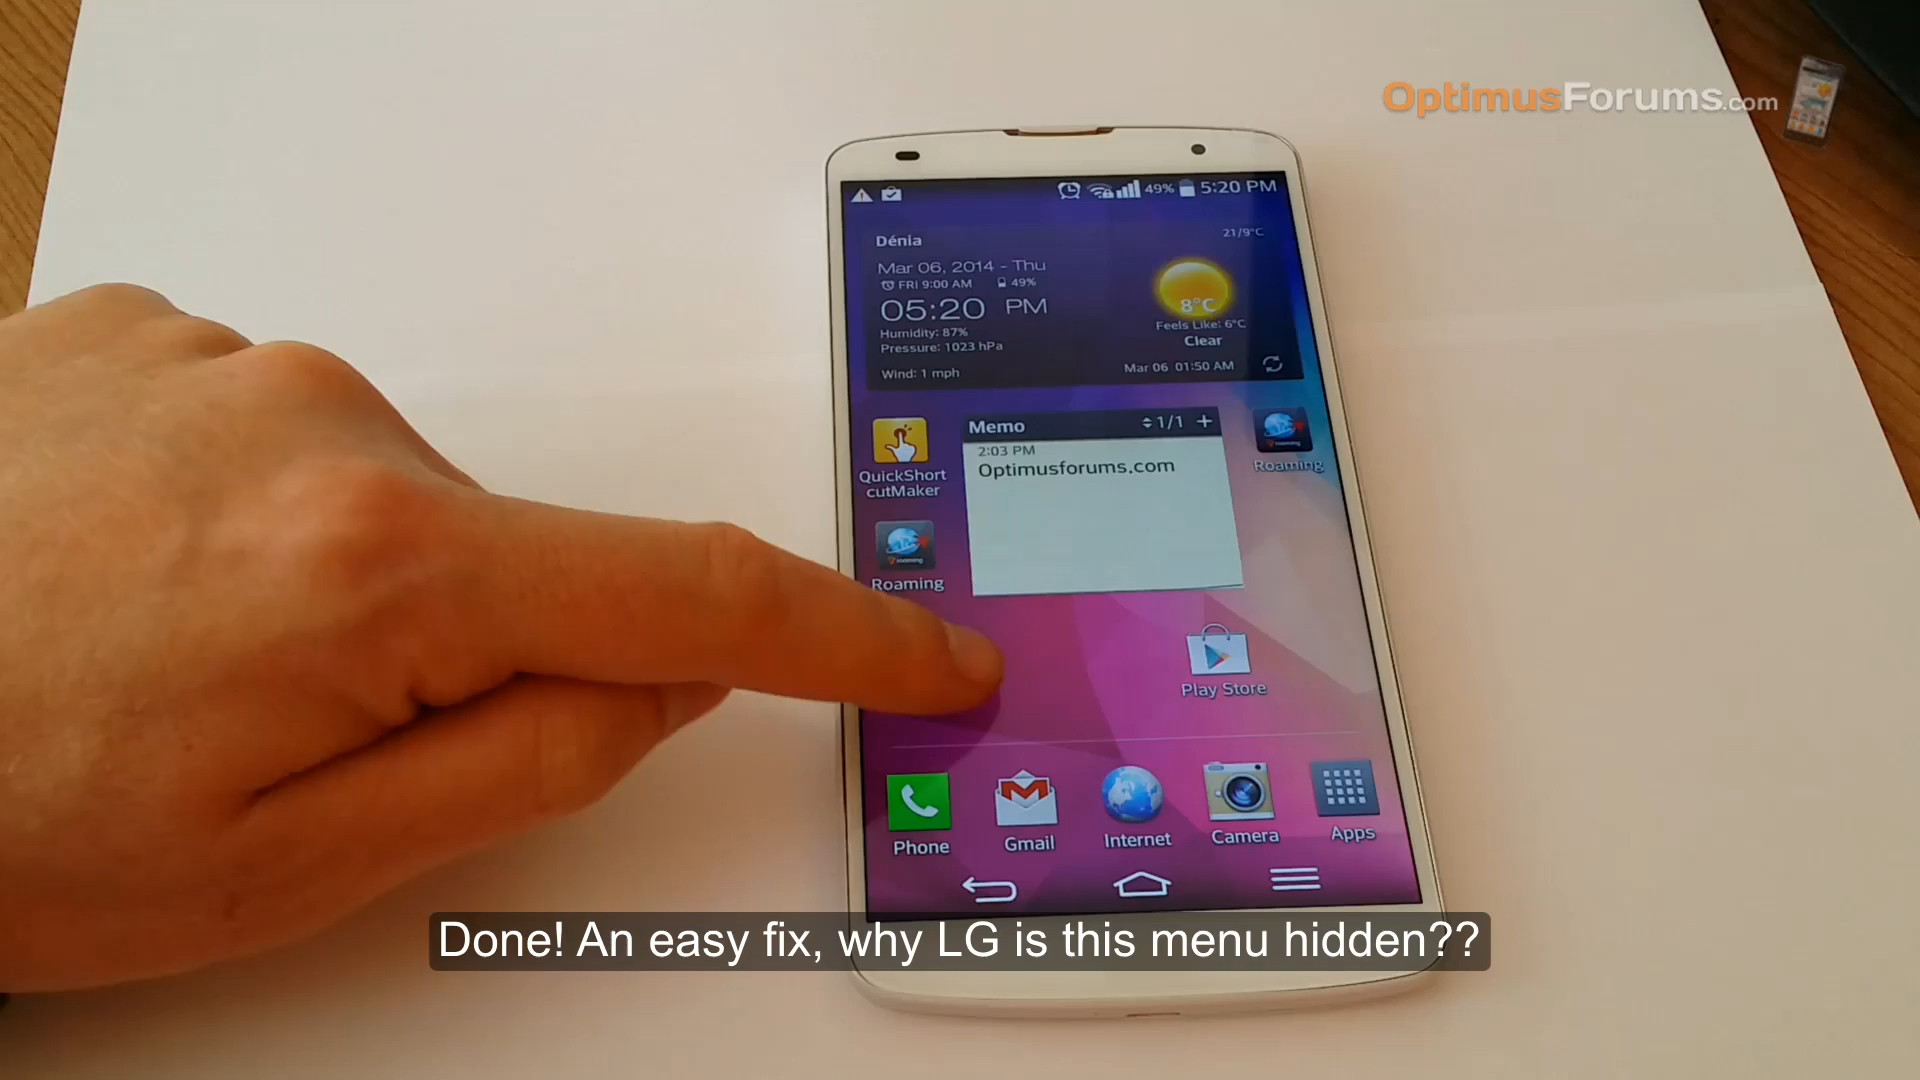 OptimusForums.com
49% 5:20 PM
Dénia
21/9°C
Mar 06, 2014 - Thu
FRI 9:00 AM 49%
05:20 PM
8°C
Humidity: 87%
Feels Like: 6°C
Pressure: 1023 hPa
Clear
Wind: 1 mph
Mar 06 01:50 AM
Memo 1/1 +
2:03 PM
Optimusforums.com
QuickShort
cutMaker
Roaming
Roaming
Play Store
Phone
Gmail
Internet
Camera
Apps
Done! An easy fix, why LG is this menu hidden??